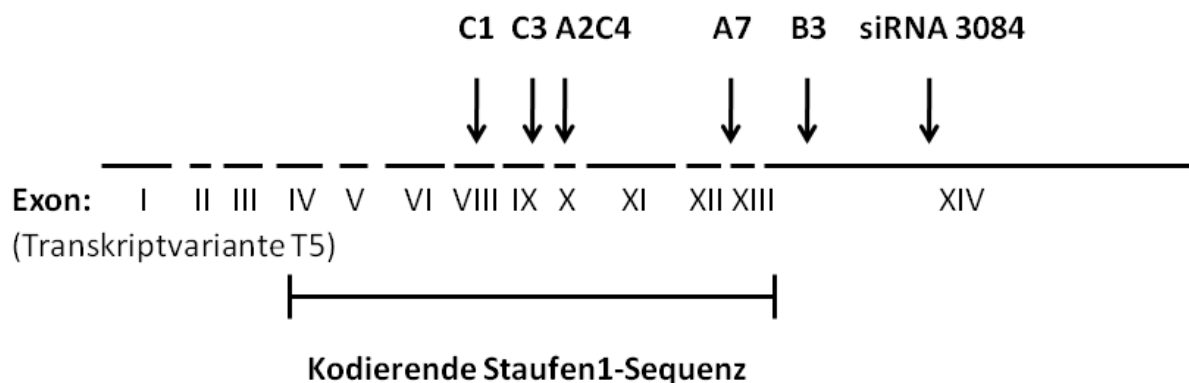 C1 C3 A2C4 A7 B3 siRNA 3084
Exon: I II III IV V VI VIII IX X XI XII XIII XIV
(Transkriptvariante T5)
Kodierende Staufen1-Sequenz